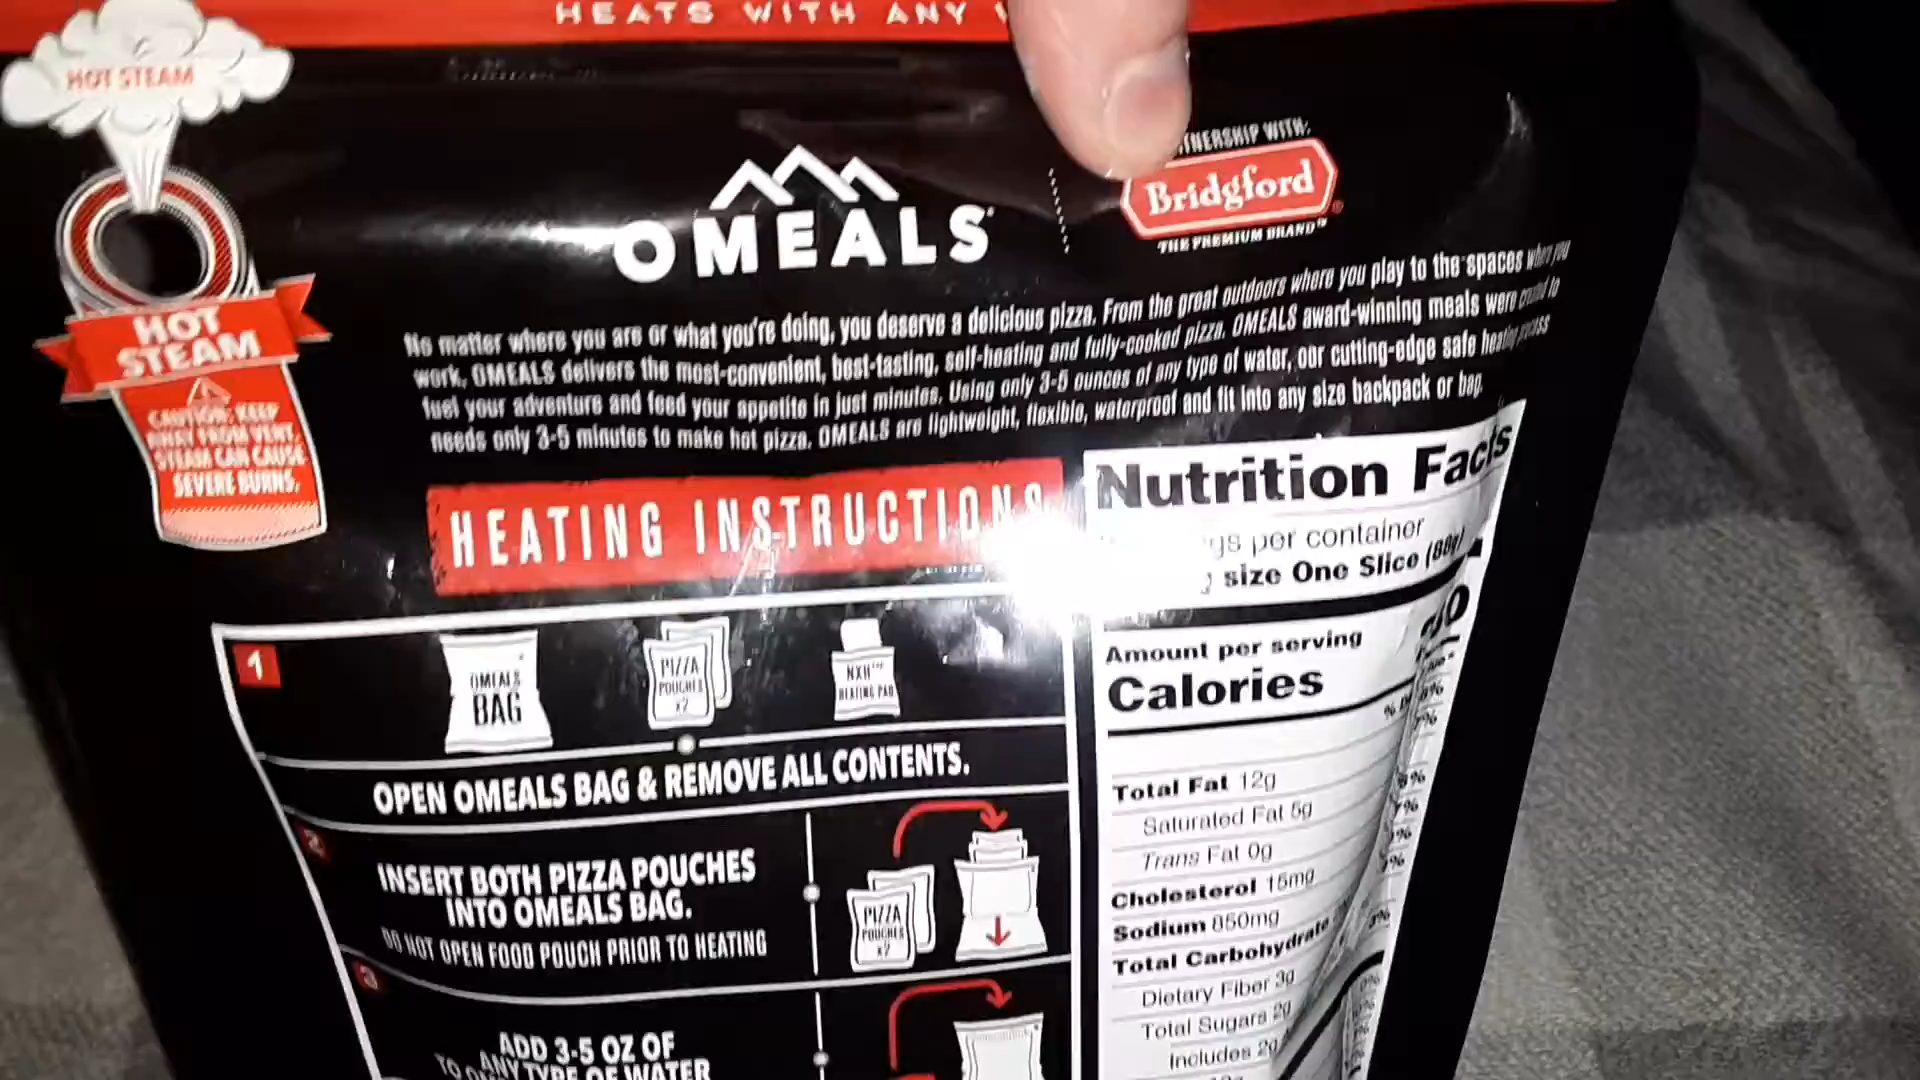 HEATS WITH ANY
HOT STEAM
TNERSHIP WITH:
Bridgford
THE PREMIUM BRAND™
OMEALS®
HOT
STEAM
CAUTION: KEEP
AWAY FROM VENT.
STEAM CAN CAUSE
SEVERE BURNS.
No matter where you are or what you're doing, you deserve a delicious pizza. From the great outdoors where you play to the spaces where you
work, OMEALS delivers the most-convenient, best-tasting, self-heating and fully-cooked pizza. OMEALS award-winning meals were created to
fuel your adventure and feed your appetite in just minutes. Using only 3-5 ounces of any type of water, our cutting-edge safe heating process
needs only 3-5 minutes to make hot pizza. OMEALS are lightweight, flexible, waterproof and fit into any size backpack or bag.
HEATING INSTRUCTIONS
1
OMEALS
BAG
PIZZA
POUCHES
x2
NXH™
HEATING PAD
OPEN OMEALS BAG & REMOVE ALL CONTENTS.
2
INSERT BOTH PIZZA POUCHES
INTO OMEALS BAG.
DO NOT OPEN FOOD POUCH PRIOR TO HEATING
PIZZA
POUCHES
x2
3
ADD 3-5 OZ OF
ANY TYPE OF WATER
TO
Nutrition Facts
per container
size One Slice (88g)
Amount per serving
Calories
Total Fat 12g
Saturated Fat 5g
Trans Fat 0g
Cholesterol 15mg
Sodium 850mg
Total Carbohydrate
Dietary Fiber 3g
Total Sugars 2g
Includes 2g